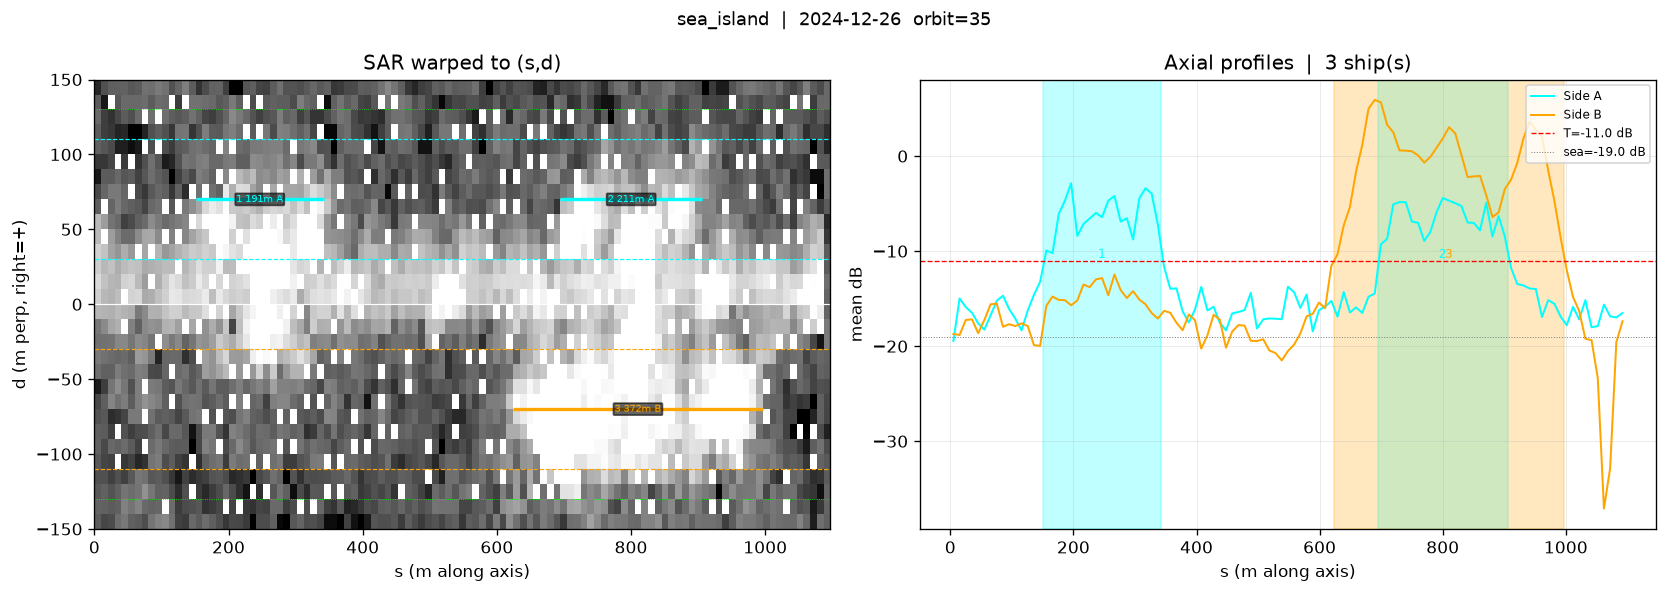 sea_island  |  2024-12-26  orbit=35
SAR warped to (s,d)
150
100
50
0
−50
−100
−150
d (m perp, right=+)
1 191m A
2 211m A
3 372m B
0
200
400
600
800
1000
s (m along axis)
Axial profiles  |  3 ship(s)
0
−10
−20
−30
mean dB
Side A
Side B
T=-11.0 dB
sea=-19.0 dB
1
2
3
0
200
400
600
800
1000
s (m along axis)